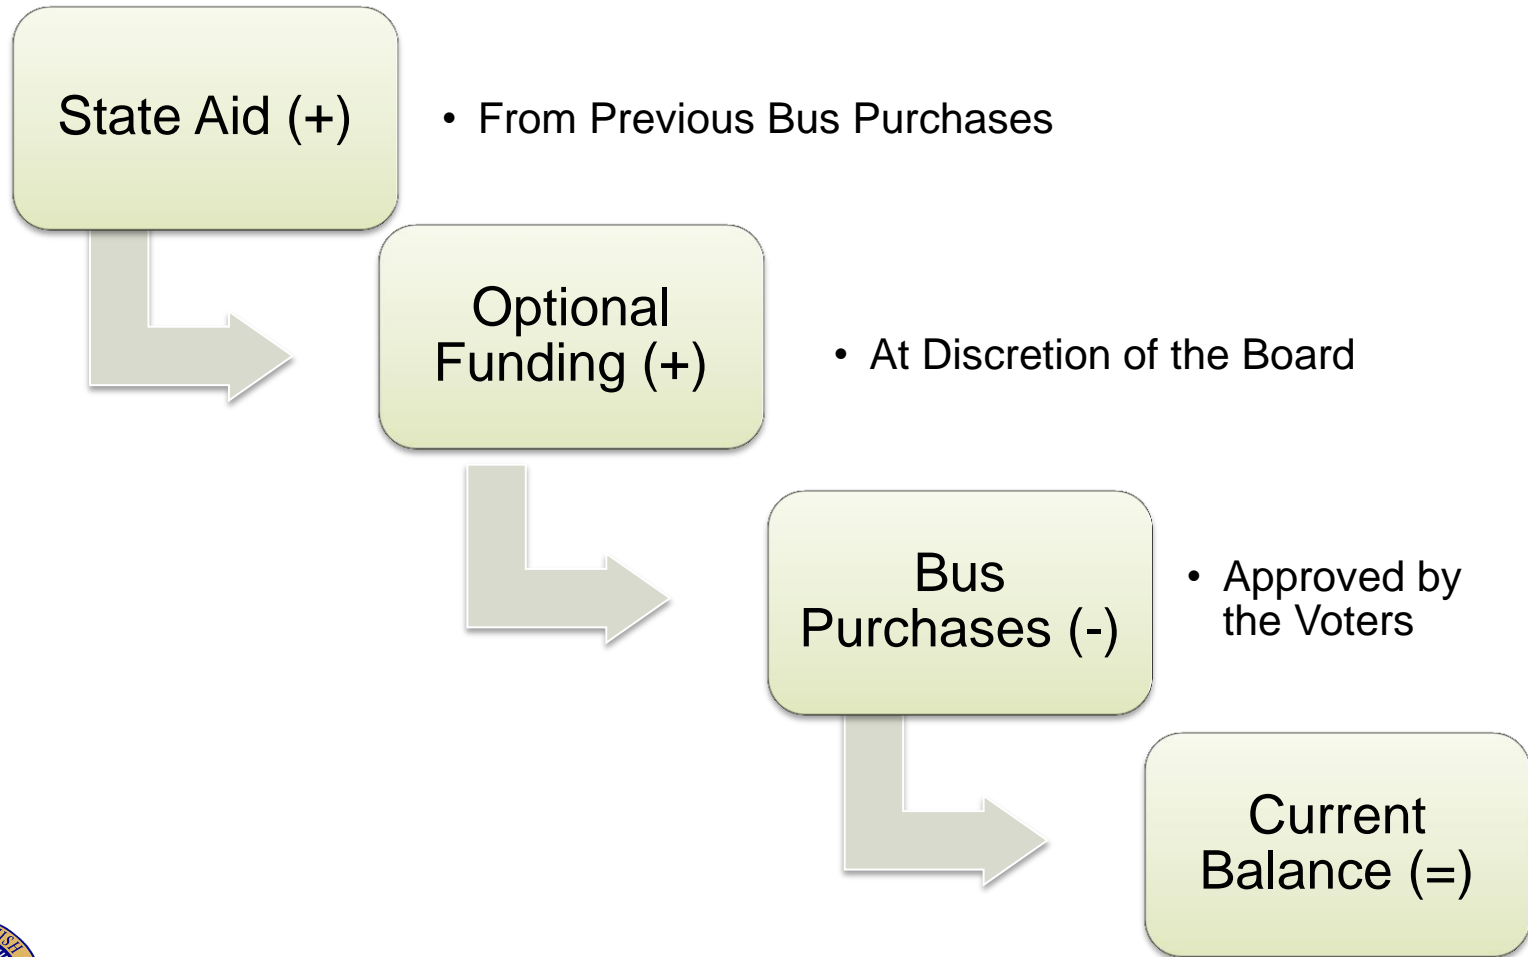 State Aid (+)
• From Previous Bus Purchases
Optional
Funding (+)
• At Discretion of the Board
Bus
Purchases (-)
• Approved by
the Voters
Current
Balance (=)